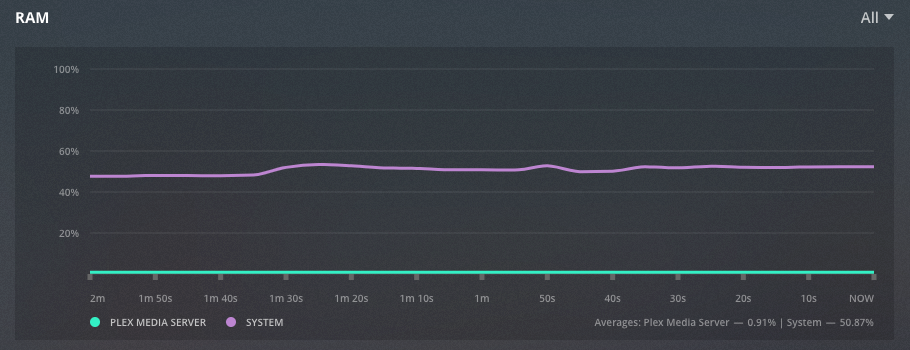 RAM
All
100%
80%
60%
40%
20%
2m 1m 50s 1m 40s 1m 30s 1m 20s 1m 10s 1m 50s 40s 30s 20s 10s NOW
PLEX MEDIA SERVER SYSTEM Averages: Plex Media Server — 0.91% | System — 50.87%